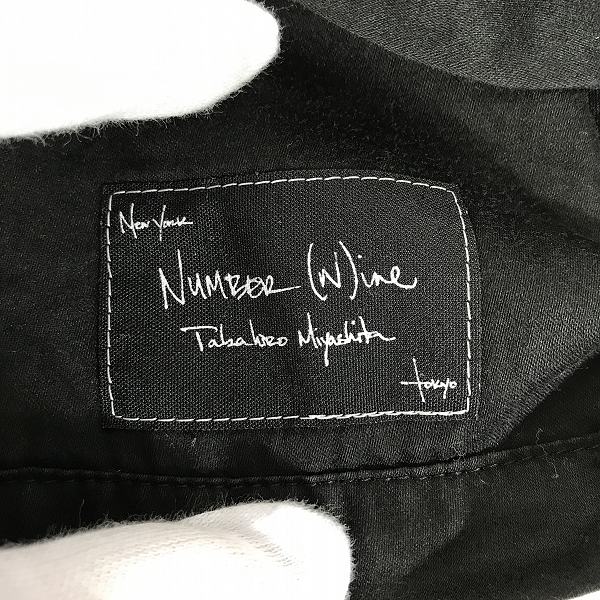 New York
NUMBER (N)ine
Takahiro Miyashita
tokyo